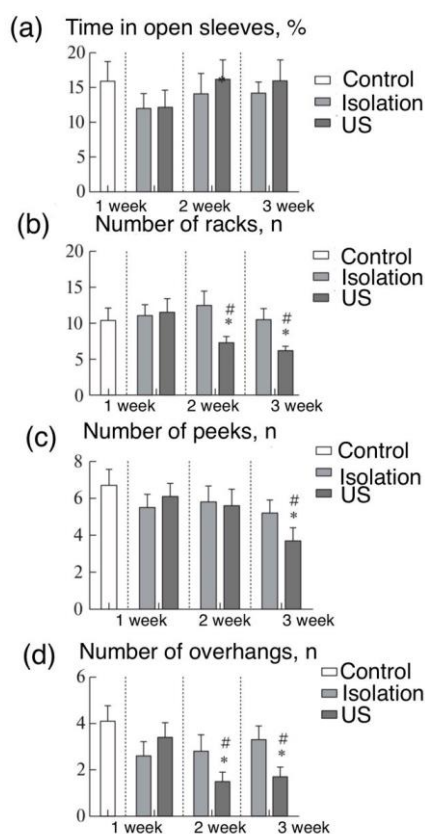 (a) Time in open sleeves, %
20
15
10
5
0
*
Control
Isolation
US
1 week 2 week 3 week
(b) Number of racks, n
20
15
10
5
0
# #
* *
Control
Isolation
US
1 week 2 week 3 week
(c) Number of peeks, n
8
6
4
2
0
#
*
Control
Isolation
US
1 week 2 week 3 week
(d) Number of overhangs, n
6
4
2
0
# #
* *
Control
Isolation
US
1 week 2 week 3 week